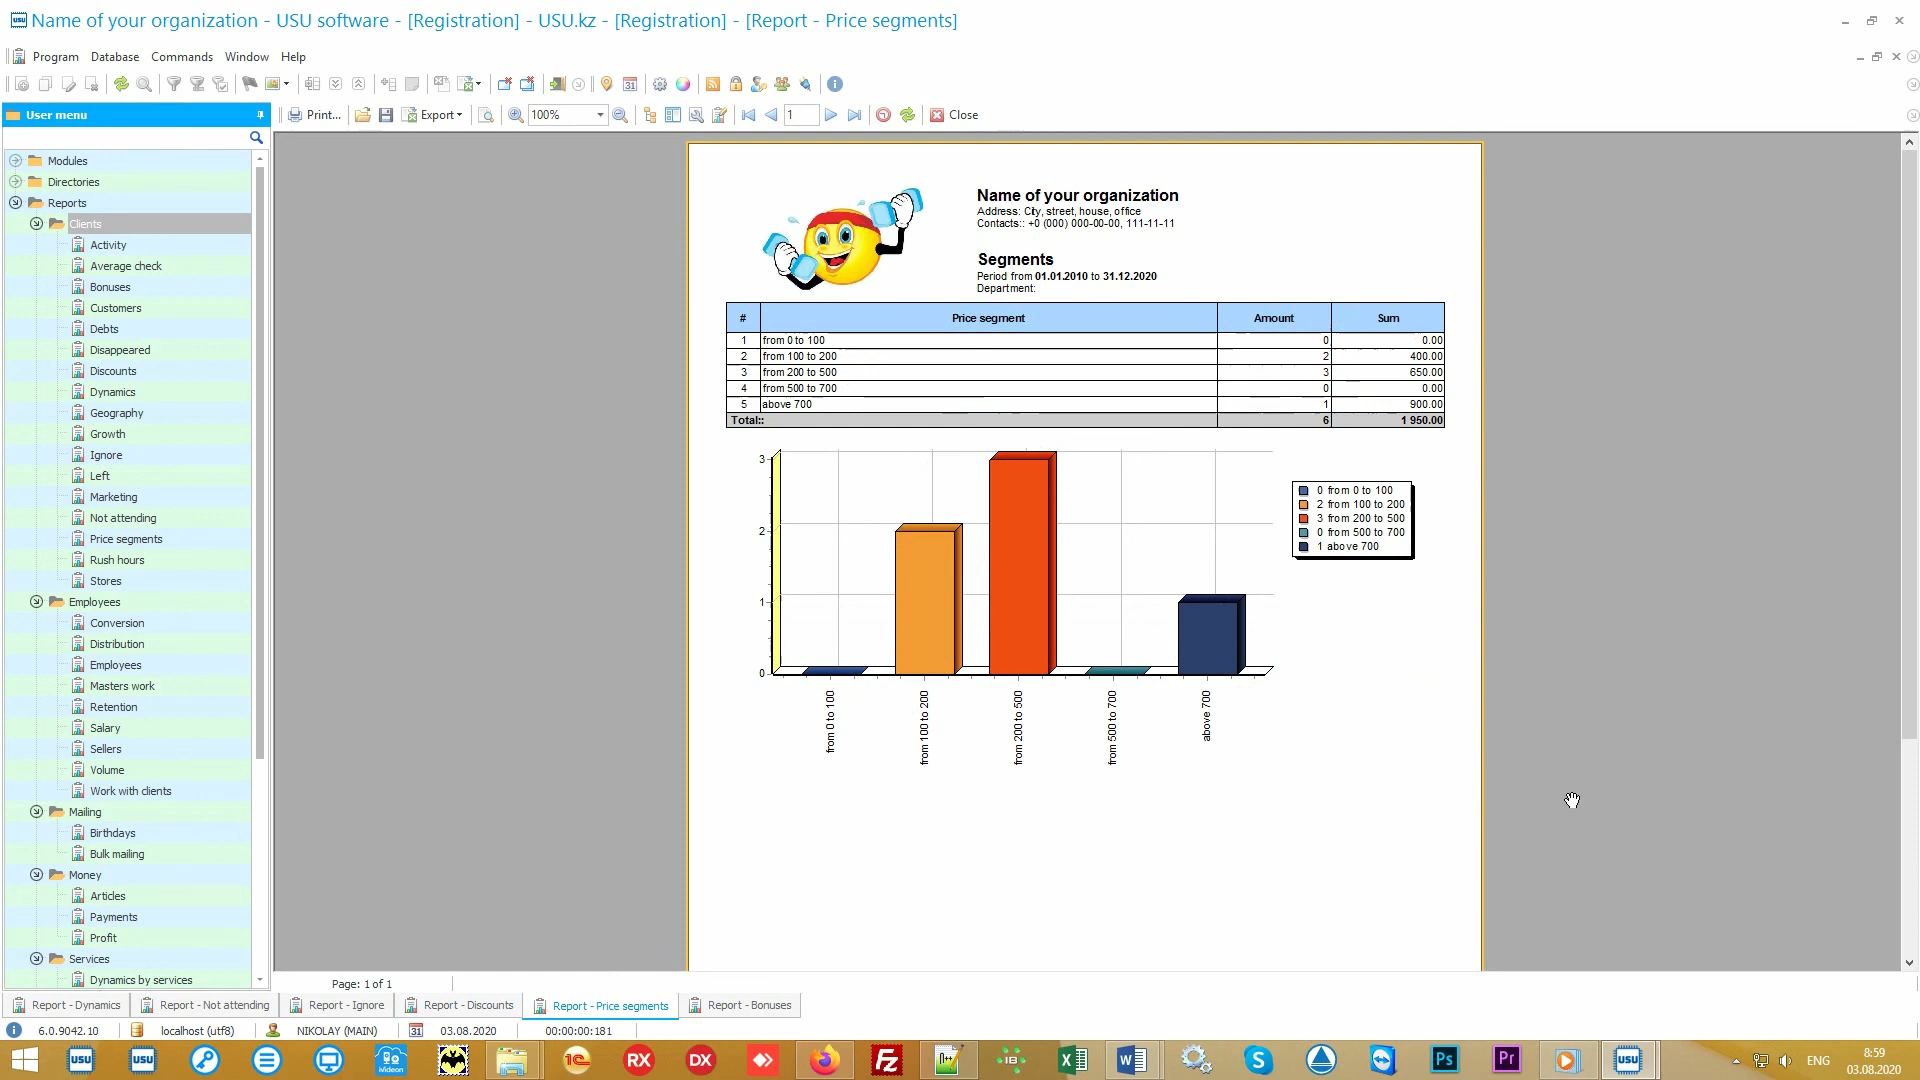 Name of your organization - USU software - [Registration] - USU.kz - [Registration] - [Report - Price segments]
Program Database Commands Window Help
User menu
Print... Export 100% 1 Close
Modules
Directories
Reports
Clients
Activity
Average check
Bonuses
Customers
Debts
Disappeared
Discounts
Dynamics
Geography
Growth
Ignore
Left
Marketing
Not attending
Price segments
Rush hours
Stores
Employees
Conversion
Distribution
Employees
Masters work
Retention
Salary
Sellers
Volume
Work with clients
Mailing
Birthdays
Bulk mailing
Money
Articles
Payments
Profit
Services
Dynamics by services
Name of your organization
Address: City, street, house, office
Contacts:: +0 (000) 000-00-00, 111-11-11
Segments
Period from 01.01.2010 to 31.12.2020
Department:
# Price segment Amount Sum
1 from 0 to 100 0 0.00
2 from 100 to 200 2 400.00
3 from 200 to 500 3 650.00
4 from 500 to 700 0 0.00
5 above 700 1 900.00
Total:: 6 1 950.00
3
2
1
0
from 0 to 100
from 100 to 200
from 200 to 500
from 500 to 700
above 700
0 from 0 to 100
2 from 100 to 200
3 from 200 to 500
0 from 500 to 700
1 above 700
Page: 1 of 1
Report - Dynamics Report - Not attending Report - Ignore Report - Discounts Report - Price segments Report - Bonuses
6.0.9042.10 localhost (utf8) NIKOLAY (MAIN) 31 03.08.2020 00:00:00:181
USU USU iVideon 1C RX DX FZ IB Ps Pr USU ENG
8:59
03.08.2020